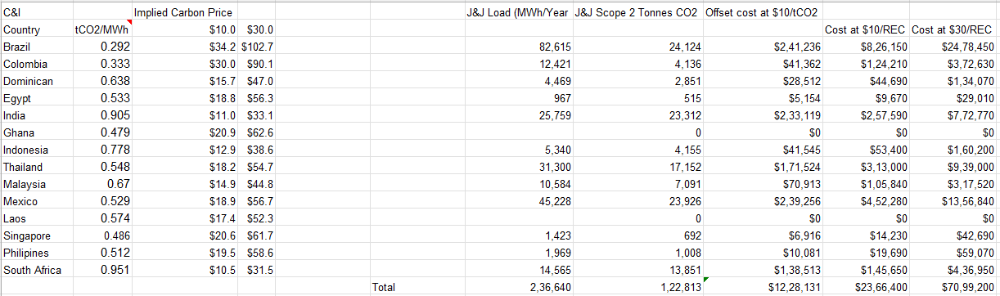 C&I Implied Carbon Price J&J Load (MWh/Year J&J Scope 2 Tonnes CO2 Offset cost at $10/tCO2
Country tCO2/MWh $10.0 $30.0 Cost at $10/REC Cost at $30/REC
Brazil 0.292 $34.2 $102.7 82,615 24,124 $2,41,236 $8,26,150 $24,78,450
Colombia 0.333 $30.0 $90.1 12,421 4,136 $41,362 $1,24,210 $3,72,630
Dominican 0.638 $15.7 $47.0 4,469 2,851 $28,512 $44,690 $1,34,070
Egypt 0.533 $18.8 $56.3 967 515 $5,154 $9,670 $29,010
India 0.905 $11.0 $33.1 25,759 23,312 $2,33,119 $2,57,590 $7,72,770
Ghana 0.479 $20.9 $62.6 0 $0 $0 $0
Indonesia 0.778 $12.9 $38.6 5,340 4,155 $41,545 $53,400 $1,60,200
Thailand 0.548 $18.2 $54.7 31,300 17,152 $1,71,524 $3,13,000 $9,39,000
Malaysia 0.67 $14.9 $44.8 10,584 7,091 $70,913 $1,05,840 $3,17,520
Mexico 0.529 $18.9 $56.7 45,228 23,926 $2,39,256 $4,52,280 $13,56,840
Laos 0.574 $17.4 $52.3 0 $0 $0 $0
Singapore 0.486 $20.6 $61.7 1,423 692 $6,916 $14,230 $42,690
Philipines 0.512 $19.5 $58.6 1,969 1,008 $10,081 $19,690 $59,070
South Africa 0.951 $10.5 $31.5 14,565 13,851 $1,38,513 $1,45,650 $4,36,950
Total 2,36,640 1,22,813 $12,28,131 $23,66,400 $70,99,200